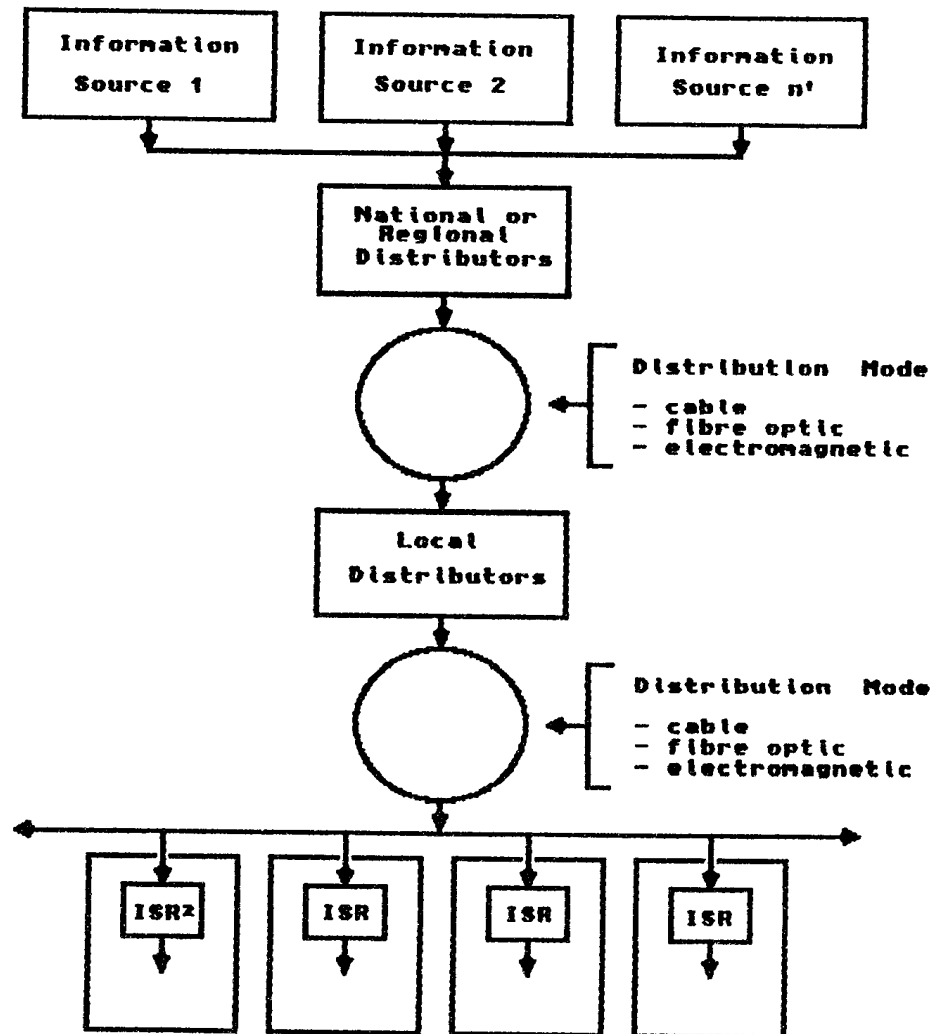 Information
Source 1
Information
Source 2
Information
Source n'
National or
Regional
Distributors
Distribution Mode
- cable
- fibre optic
- electromagnetic
Local
Distributors
Distribution Mode
- cable
- fibre optic
- electromagnetic
ISR²
ISR
ISR
ISR